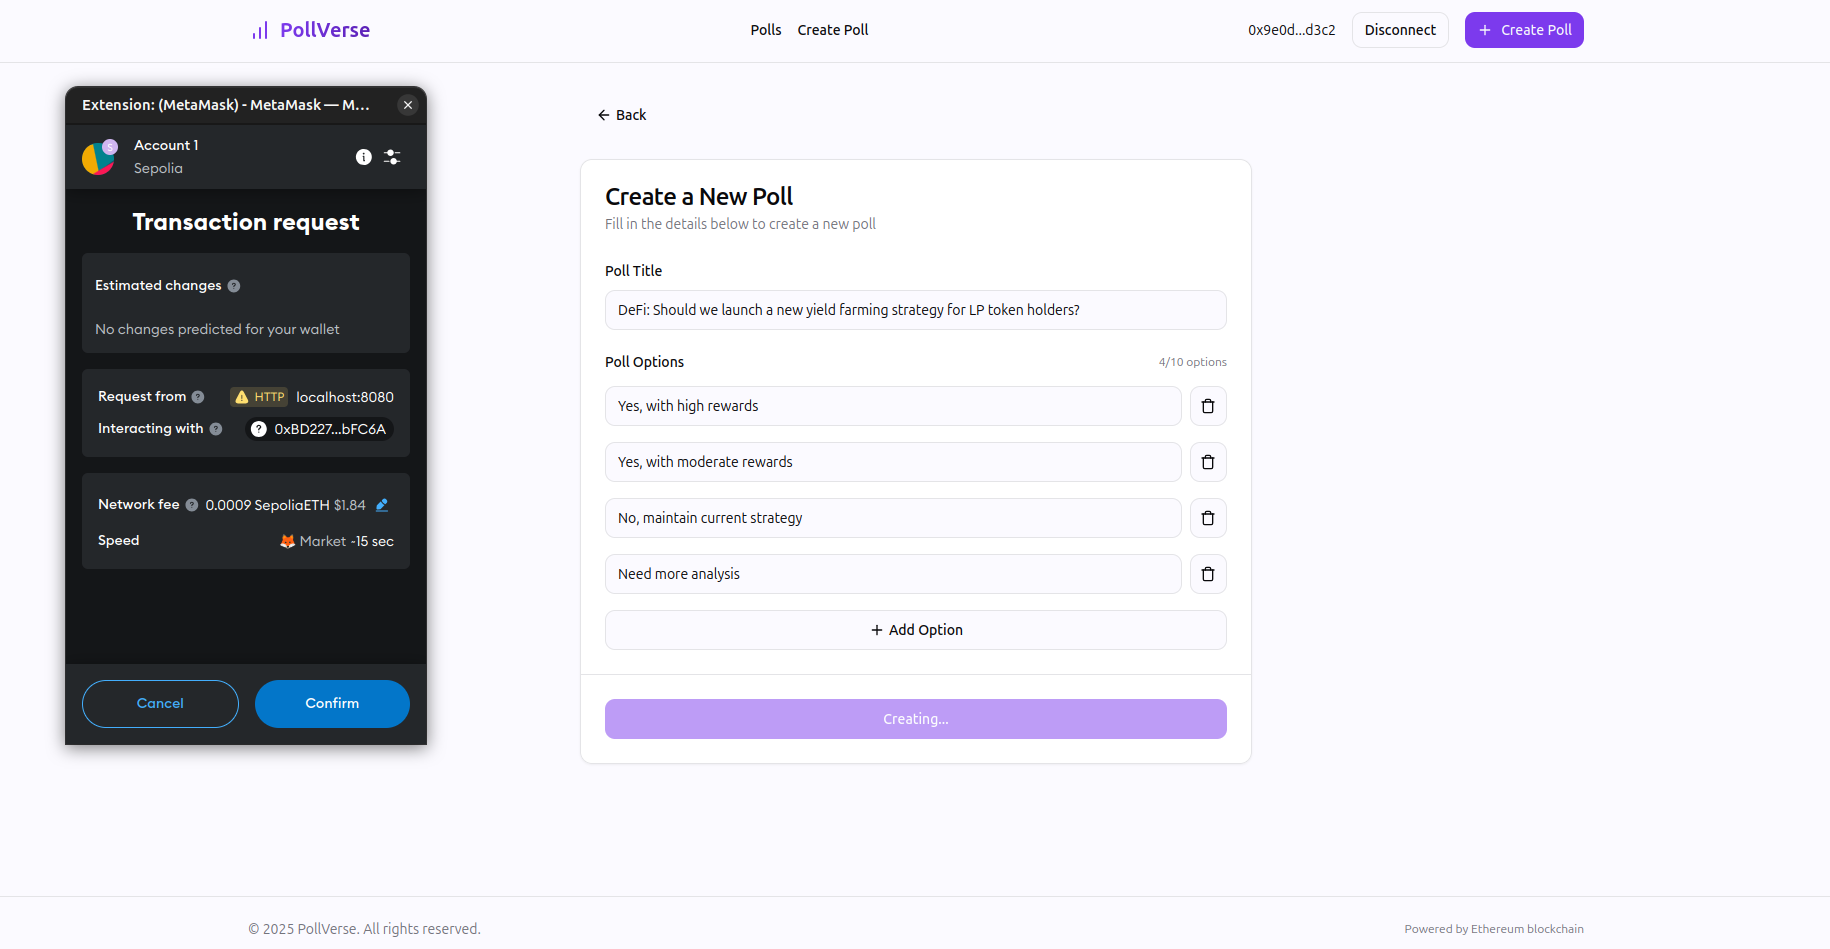 PollVerse
Polls
Create Poll
0x9e0d...d3c2
Disconnect
+ Create Poll
Extension: (MetaMask) - MetaMask — M...
S
Account 1
Sepolia
Transaction request
Estimated changes
No changes predicted for your wallet
Request from
HTTP localhost:8080
Interacting with
0xBD227...bFC6A
Network fee
0.0009 SepoliaETH $1.84
Speed
Market ~15 sec
Cancel
Confirm
← Back
Create a New Poll
Fill in the details below to create a new poll
Poll Title
DeFi: Should we launch a new yield farming strategy for LP token holders?
Poll Options
4/10 options
Yes, with high rewards
Yes, with moderate rewards
No, maintain current strategy
Need more analysis
+ Add Option
Creating...
© 2025 PollVerse. All rights reserved.
Powered by Ethereum blockchain